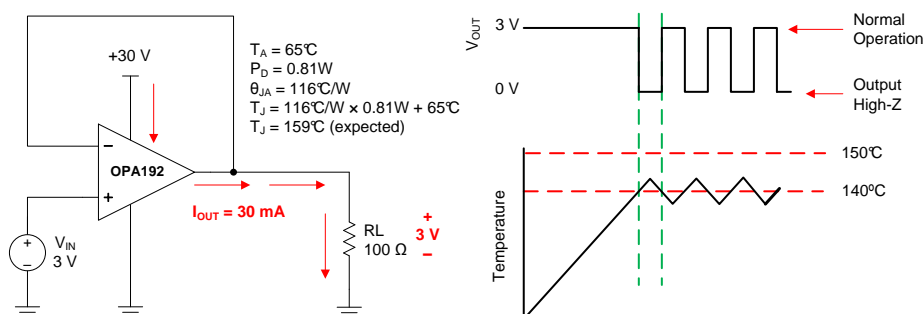 +30 V
TA = 65℃
PD = 0.81W
θJA = 116℃/W
TJ = 116℃/W × 0.81W + 65℃
TJ = 159℃ (expected)
−
OPA192
+
IOUT = 30 mA
VIN
3 V
+
−
RL
100 Ω
+
3 V
−
VOUT
3 V
0 V
Normal
Operation
Output
High-Z
Temperature
150℃
140ºC